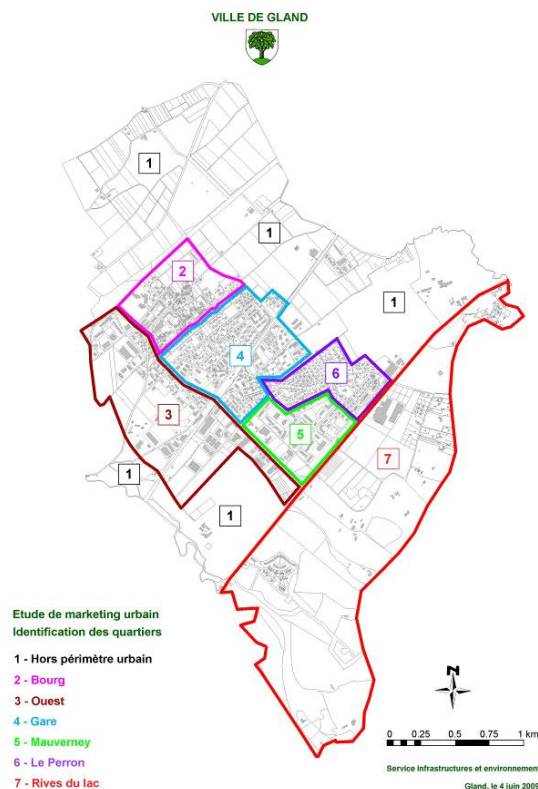 VILLE DE GLAND
1
1
2
1
4
6
3
5
7
1
1
Etude de marketing urbain
Identification des quartiers
1 - Hors périmètre urbain
2 - Bourg
3 - Ouest
4 - Gare
5 - Mauverney
6 - Le Perron
7 - Rives du lac
N
0 0.25 0.5 0.75 1 km
Service infrastructures et environnement
Gland, le 4 juin 2009